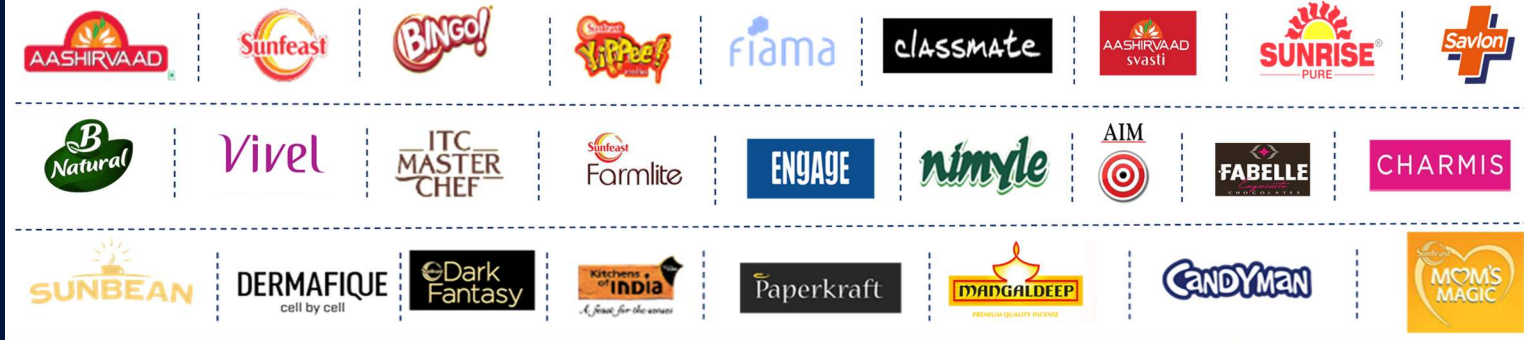 AASHIRVAAD
Sunfeast
BINGO!
Sunfeast
YiPPee!
fiama
classmate
AASHIRVAAD
svasti
SUNRISE®
PURE
Savlon
B
Natural
Vivel
ITC
MASTER
CHEF
Sunfeast
Farmlite
ENGAGE
nimyle
AIM
FABELLE
Exquisite
CHOCOLATES
CHARMIS
SUNBEAN
DERMAFIQUE
cell by cell
Dark
Fantasy
Kitchens
of INDIA
A feast for the senses
Paperkraft
MANGALDEEP
PREMIUM QUALITY INCENSE
CANDYMAN
Sunfeast
MOM'S
MAGIC